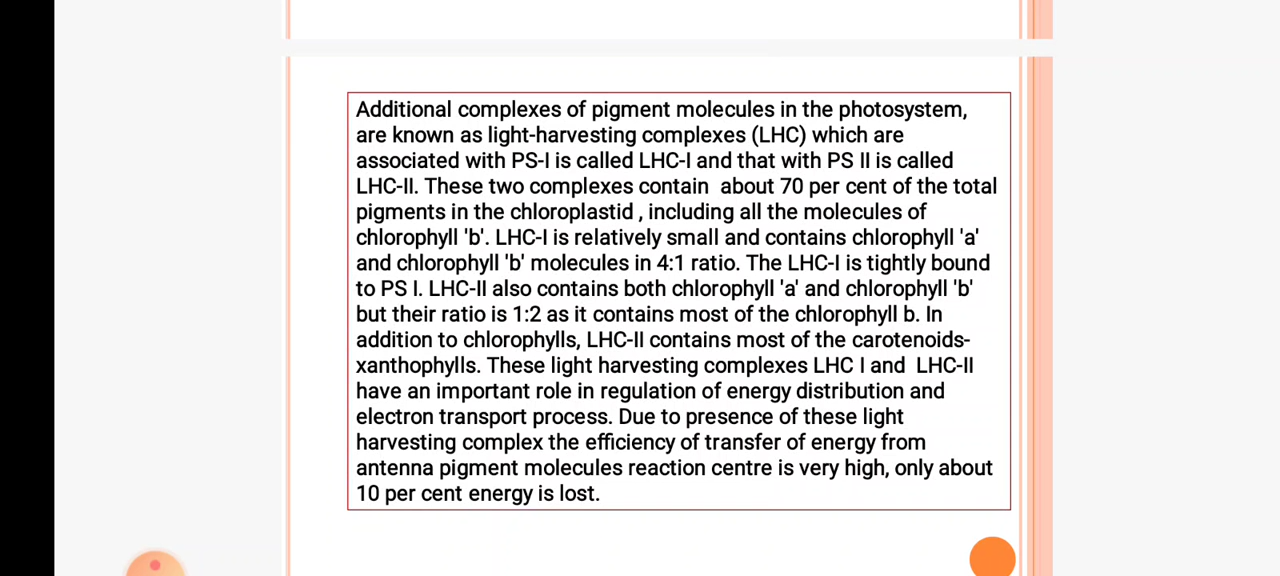 Additional complexes of pigment molecules in the photosystem,
are known as light-harvesting complexes (LHC) which are
associated with PS-I is called LHC-I and that with PS II is called
LHC-II. These two complexes contain  about 70 per cent of the total
pigments in the chloroplastid , including all the molecules of
chlorophyll 'b'. LHC-I is relatively small and contains chlorophyll 'a'
and chlorophyll 'b' molecules in 4:1 ratio. The LHC-I is tightly bound
to PS I. LHC-II also contains both chlorophyll 'a' and chlorophyll 'b'
but their ratio is 1:2 as it contains most of the chlorophyll b. In
addition to chlorophylls, LHC-II contains most of the carotenoids-
xanthophylls. These light harvesting complexes LHC I and  LHC-II
have an important role in regulation of energy distribution and
electron transport process. Due to presence of these light
harvesting complex the efficiency of transfer of energy from
antenna pigment molecules reaction centre is very high, only about
10 per cent energy is lost.